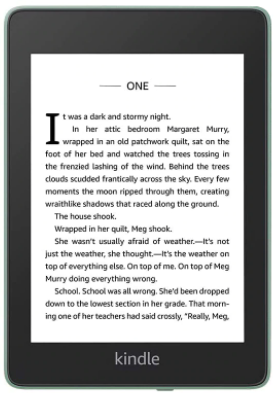 ONE
It was a dark and stormy night.
In her attic bedroom Margaret Murry,
wrapped in an old patchwork quilt, sat on the
foot of her bed and watched the trees tossing in
the frenzied lashing of the wind. Behind the trees
clouds scudded frantically across the sky. Every few
moments the moon ripped through them, creating
wraithlike shadows that raced along the ground.
The house shook.
Wrapped in her quilt, Meg shook.
She wasn't usually afraid of weather.—It's not
just the weather, she thought.—It's the weather on
top of everything else. On top of me. On top of Meg
Murry doing everything wrong.
School. School was all wrong. She'd been dropped
down to the lowest section in her grade. That morn-
ing one of her teachers had said crossly, "Really, Meg,
kindle